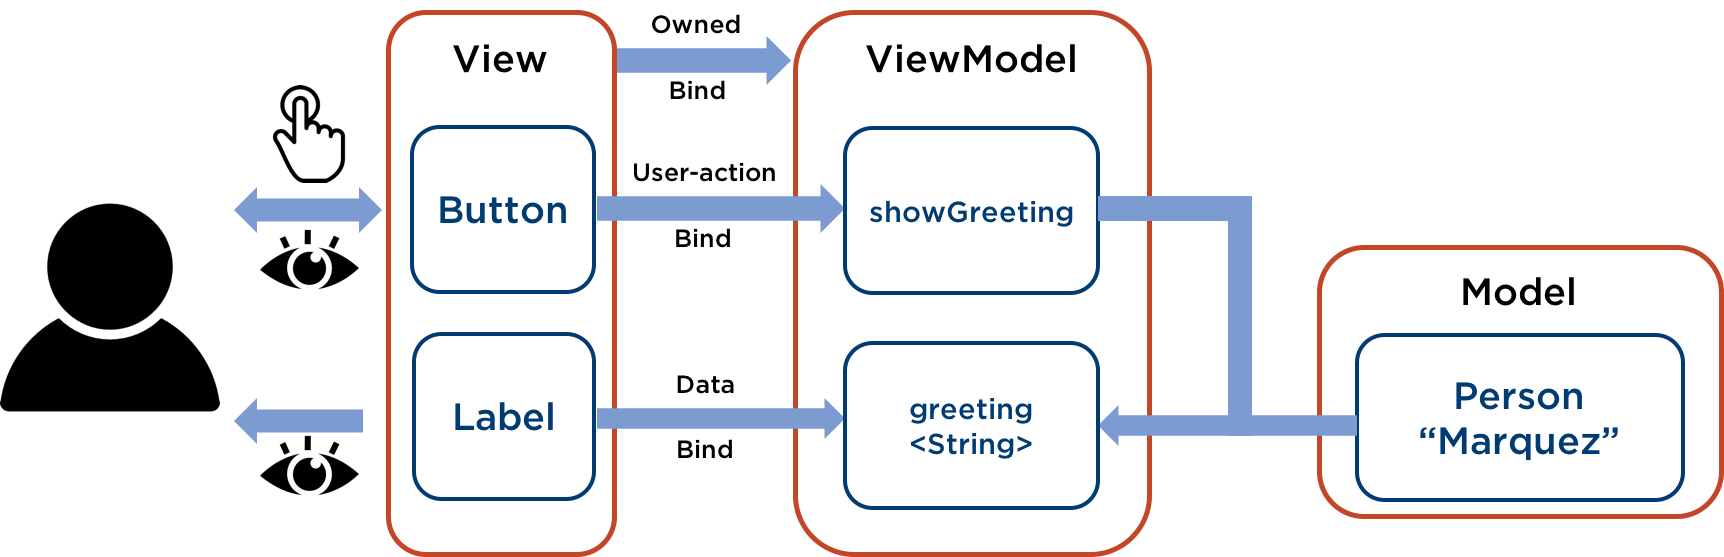 View
Owned
Bind
ViewModel
Button
User-action
Bind
showGreeting
Label
Data
Bind
greeting
<String>
Model
Person
“Marquez”